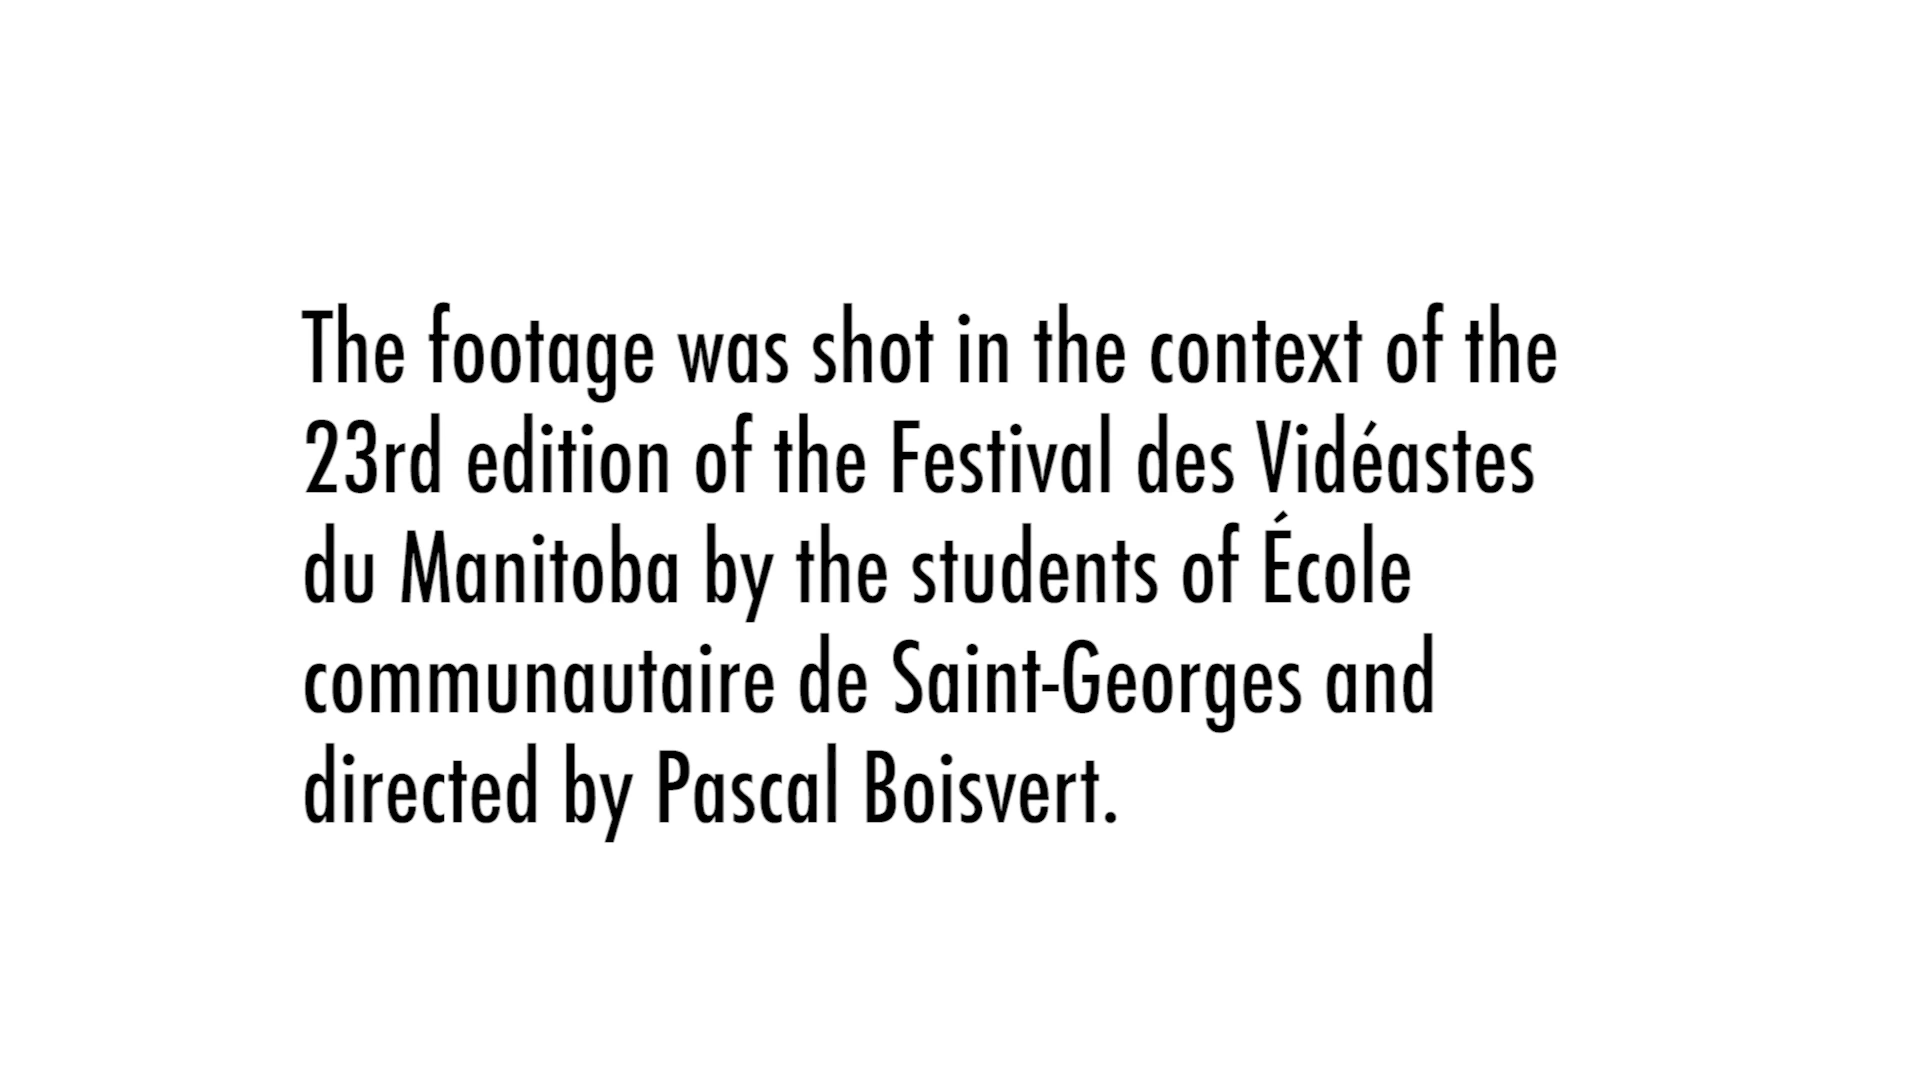 The footage was shot in the context of the
23rd edition of the Festival des Vidéastes
du Manitoba by the students of École
communautaire de Saint-Georges and
directed by Pascal Boisvert.